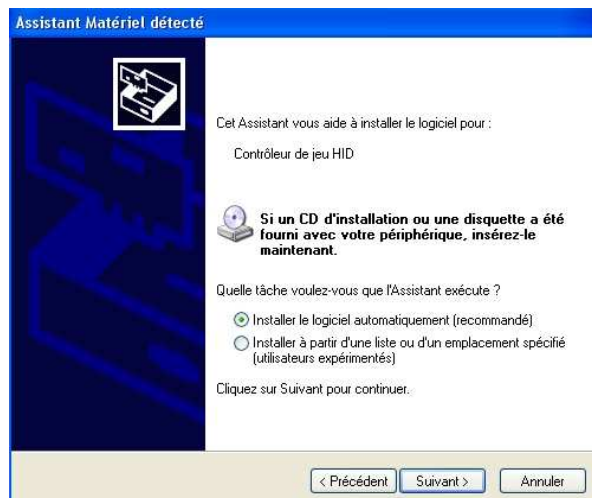 Assistant Matériel détecté
Cet Assistant vous aide à installer le logiciel pour :
Contrôleur de jeu HID
Si un CD d'installation ou une disquette a été
fourni avec votre périphérique, insérez-le
maintenant.
Quelle tâche voulez-vous que l'Assistant exécute ?
Installer le logiciel automatiquement (recommandé)
Installer à partir d'une liste ou d'un emplacement spécifié
(utilisateurs expérimentés)
Cliquez sur Suivant pour continuer.
< Précédent Suivant > Annuler